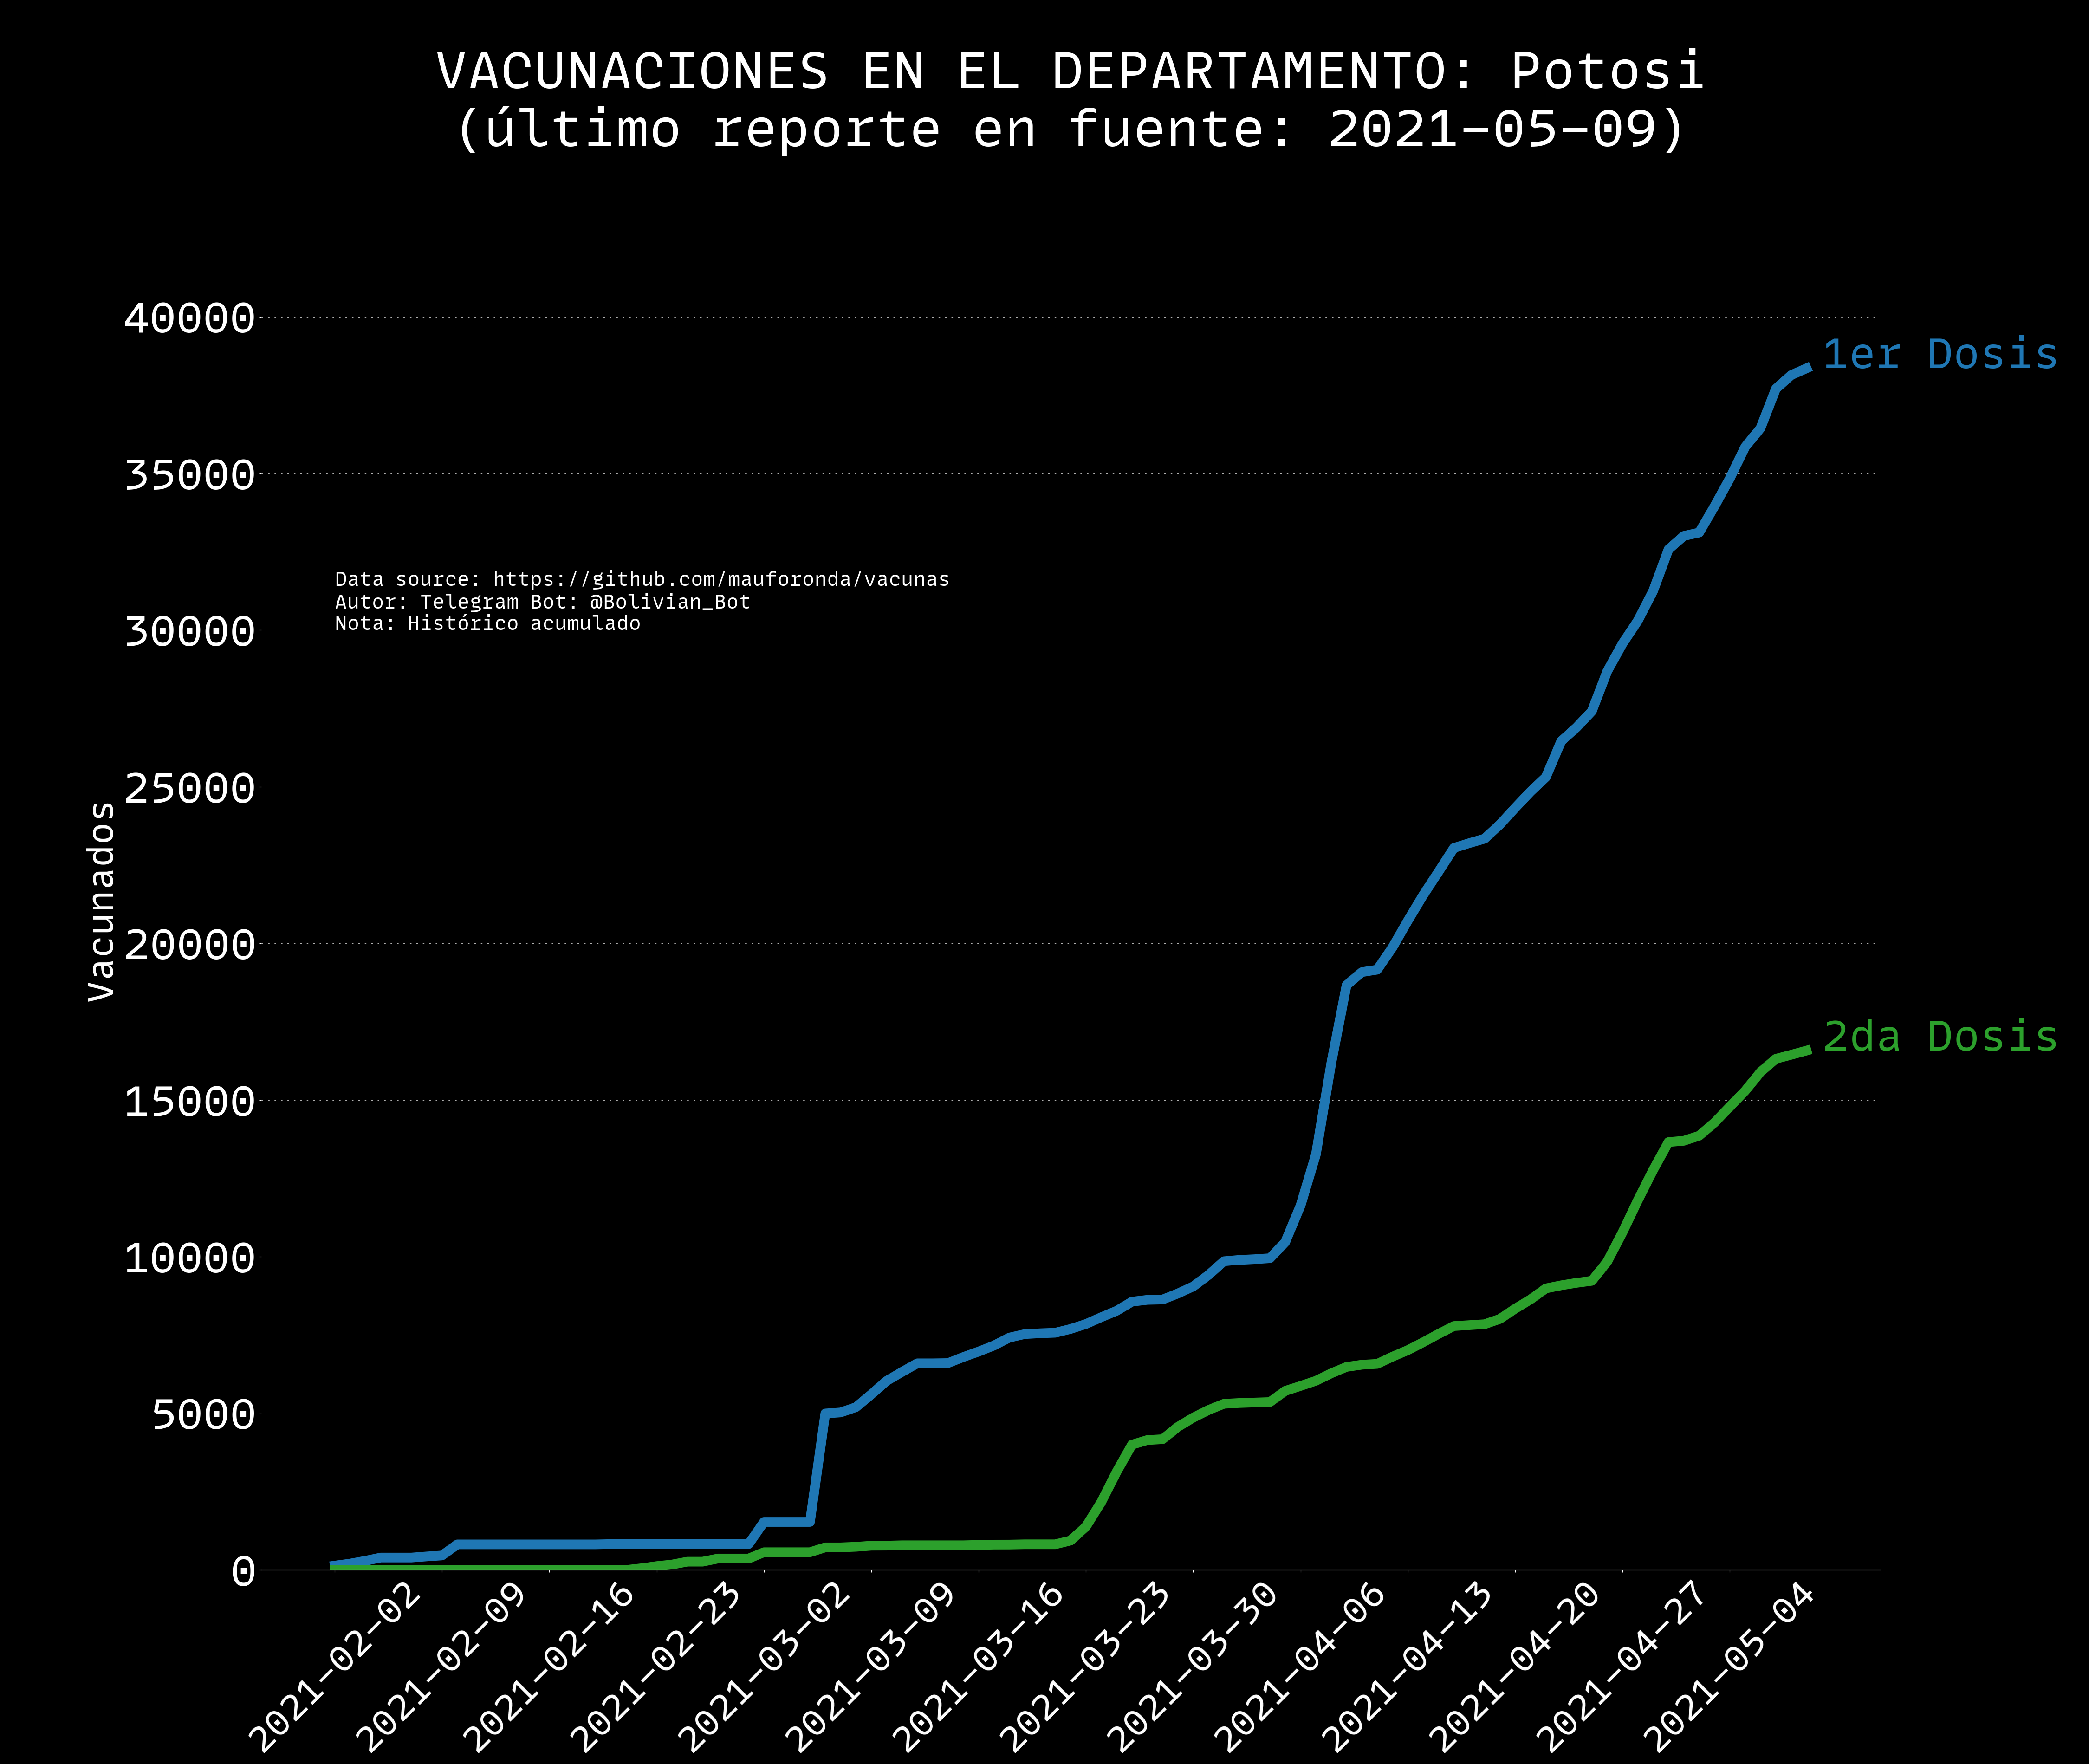 VACUNACIONES EN EL DEPARTAMENTO: Potosi
(último reporte en fuente: 2021-05-09)
40000
1er Dosis
35000
Data source: https://github.com/mauforonda/vacunas
Autor: Telegram Bot: @Bolivian_Bot
Nota: Histórico acumulado
30000
25000
Vacunados
20000
2da Dosis
15000
10000
5000
0
2021-02-02
2021-02-09
2021-02-16
2021-02-23
2021-03-02
2021-03-09
2021-03-16
2021-03-23
2021-03-30
2021-04-06
2021-04-13
2021-04-20
2021-04-27
2021-05-04